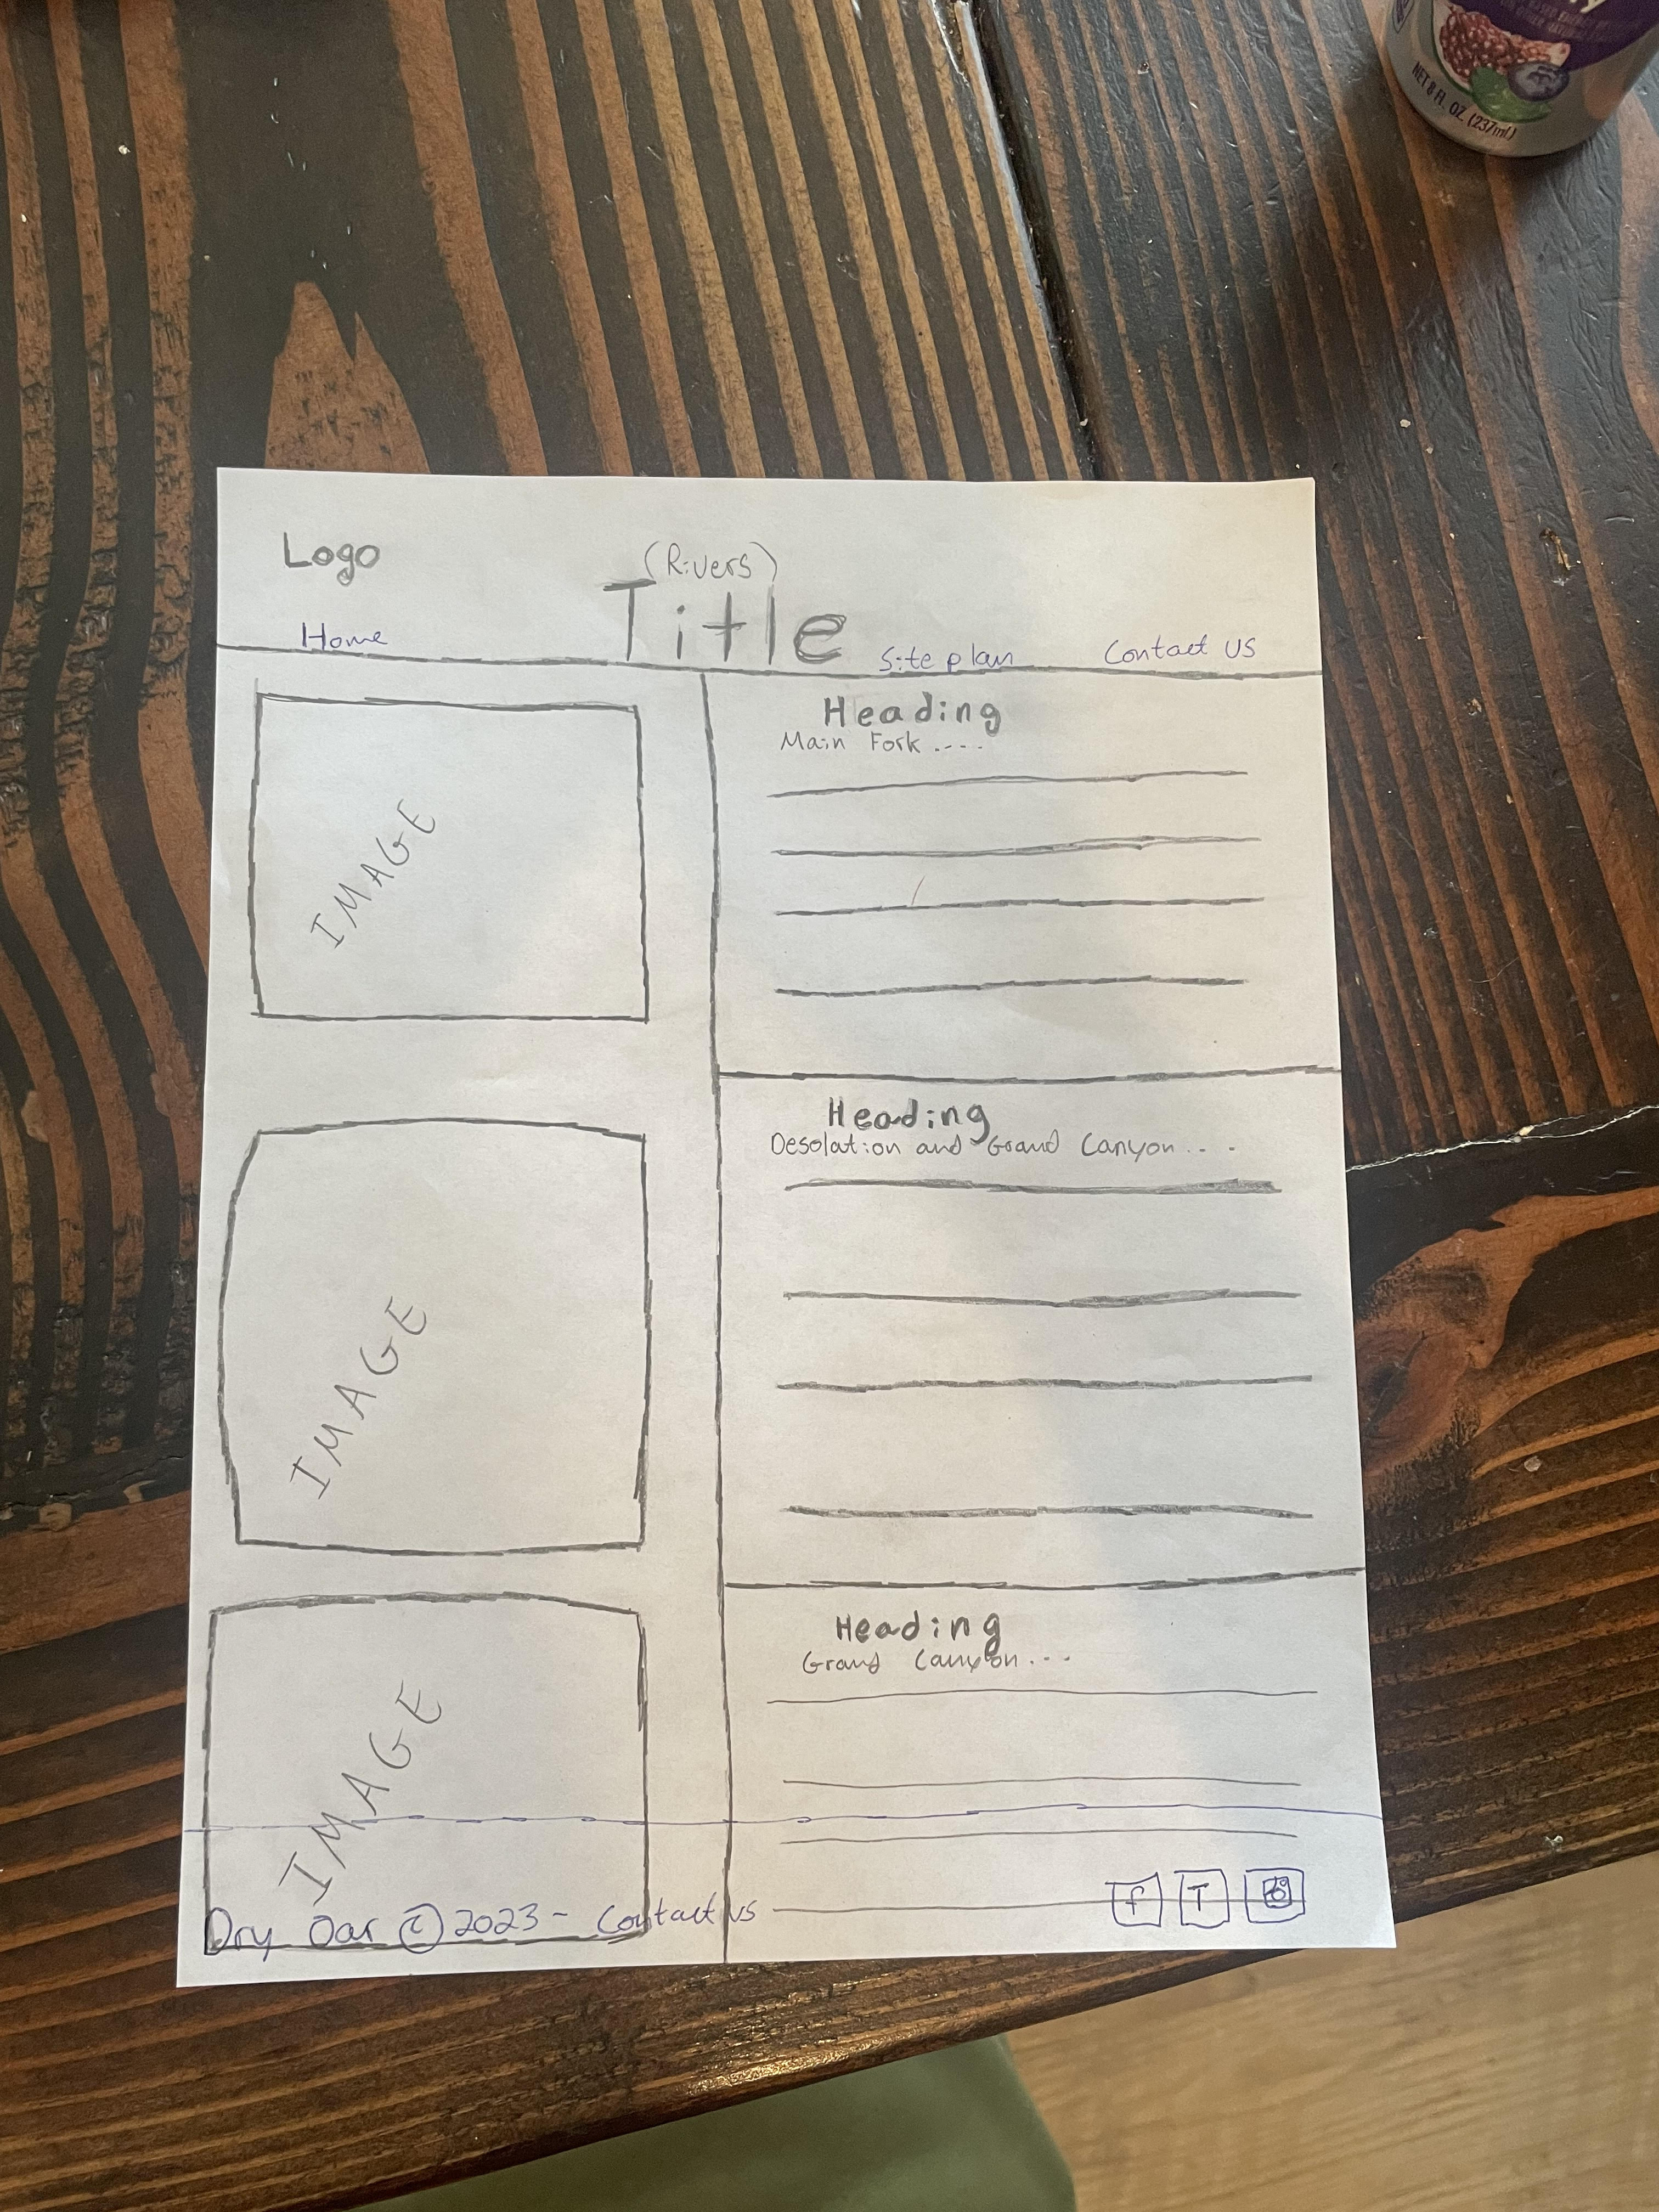 NET 8 FL. OZ. (237mL)
Logo
(Rivers)
Title
Home
Site plan
Contact US
IMAGE
Heading
Main Fork ....
IMAGE
Heading
Desolation and Grand Canyon . . .
IMAGE
Heading
Grand Canyon ...
Dry Oar © 2023 - Contact us
f T